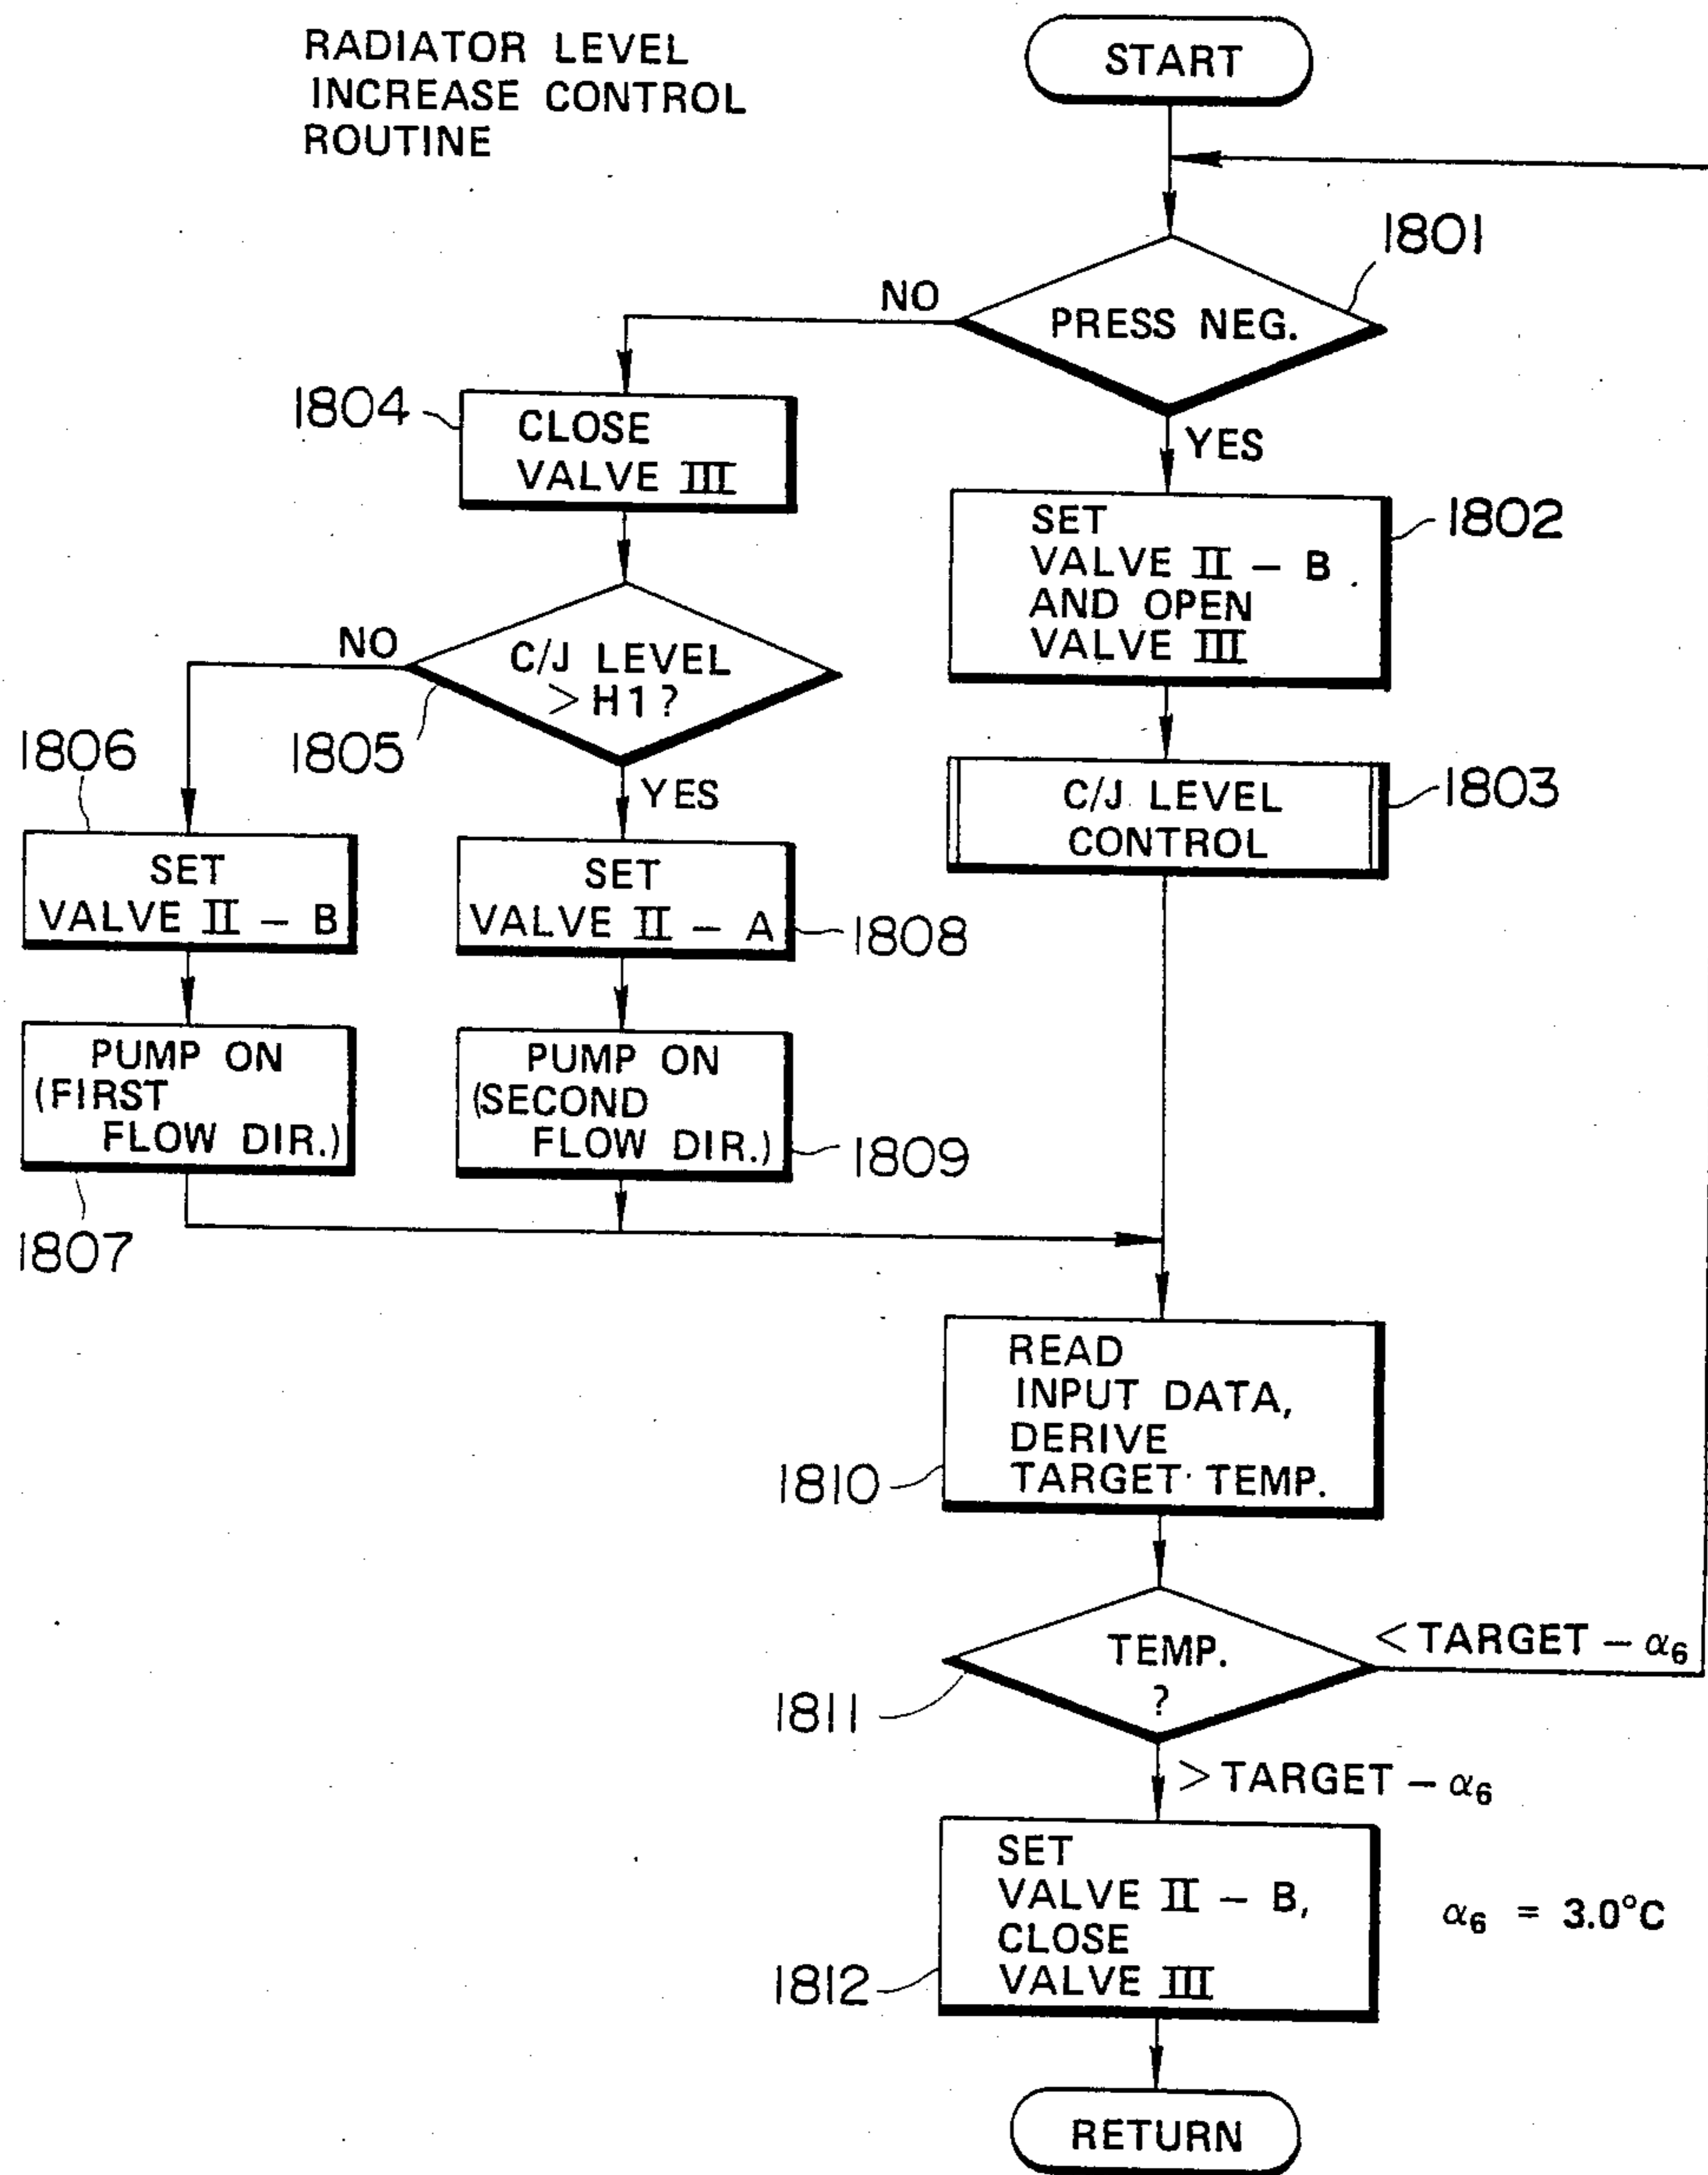 RADIATOR LEVEL
INCREASE CONTROL
ROUTINE
START
1801
NO
PRESS NEG.
YES
1804
CLOSE
VALVE III
SET
VALVE II – B
AND OPEN
VALVE III
1802
NO
C/J LEVEL
> H1?
1805
YES
C/J LEVEL
CONTROL
1803
1806
SET
VALVE II – B
SET
VALVE II – A
1808
PUMP ON
(FIRST
FLOW DIR.)
1807
PUMP ON
(SECOND
FLOW DIR.)
1809
READ
INPUT DATA,
DERIVE
TARGET TEMP.
1810
TEMP.
?
1811
< TARGET – α6
> TARGET – α6
SET
VALVE II – B,
CLOSE
VALVE III
1812
α6 = 3.0°C
RETURN